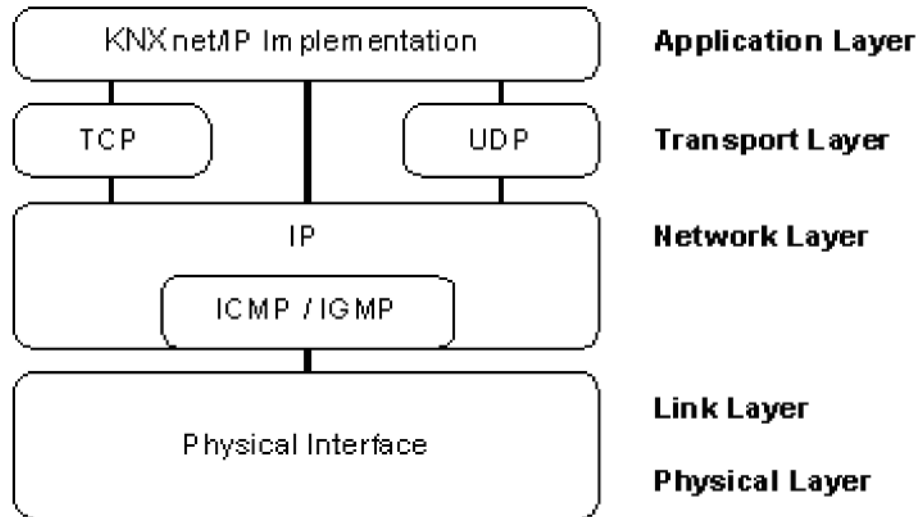 KNXnet/IP Implementation
Application Layer
TCP
UDP
Transport Layer
IP
Network Layer
ICMP / IGMP
Link Layer
Physical Interface
Physical Layer